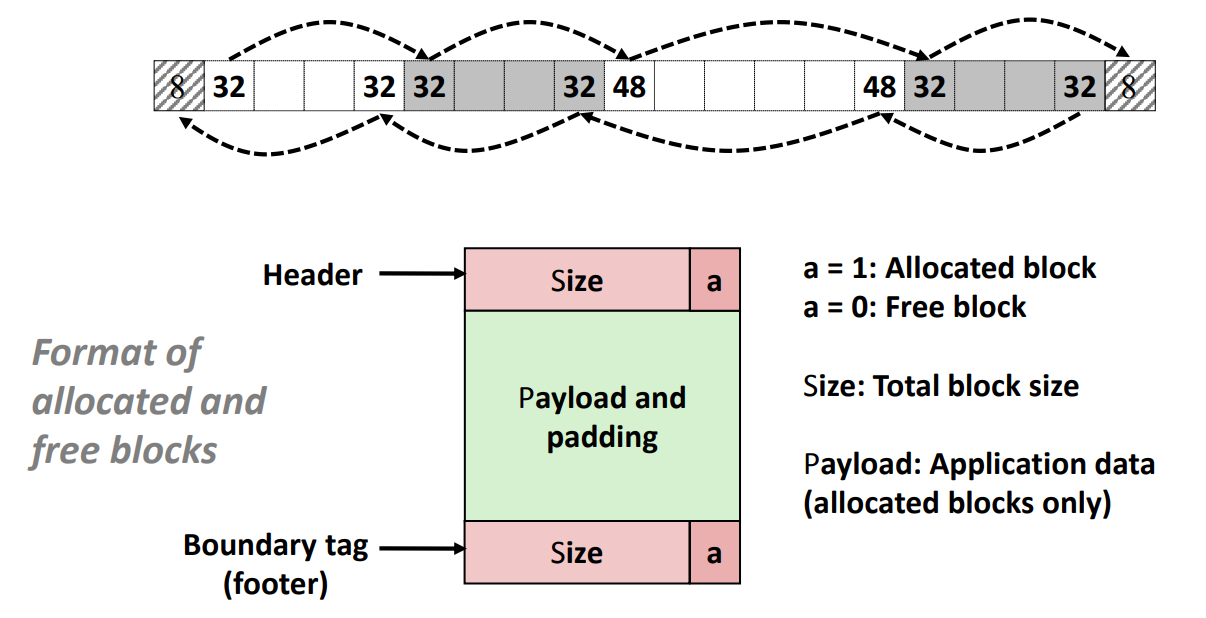 8 32 32 32 32 48 48 32 32 8
Header
Size a
a = 1: Allocated block
a = 0: Free block
Format of
allocated and
free blocks
Payload and
padding
Size: Total block size
Payload: Application data
(allocated blocks only)
Boundary tag
(footer)
Size a